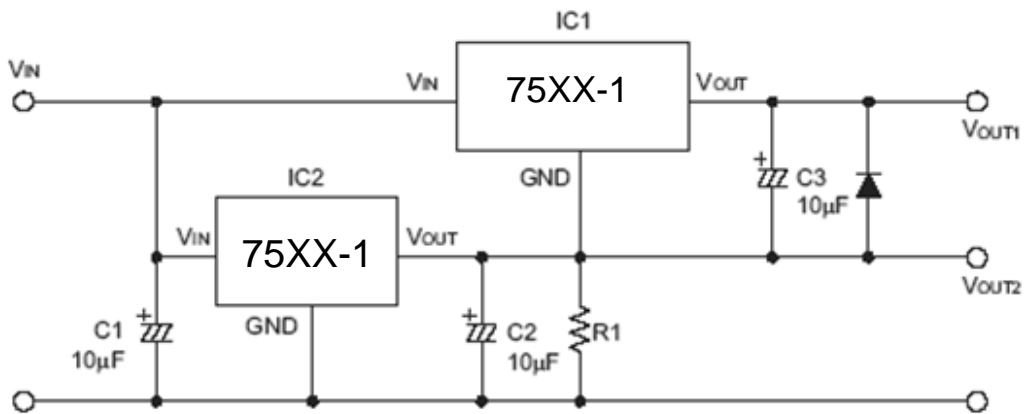 IC1
VIN
VIN
75XX-1
VOUT
VOUT1
GND
C3
10μF
+
IC2
VIN
75XX-1
VOUT
VOUT2
GND
+
C1
10μF
+
C2
10μF
R1